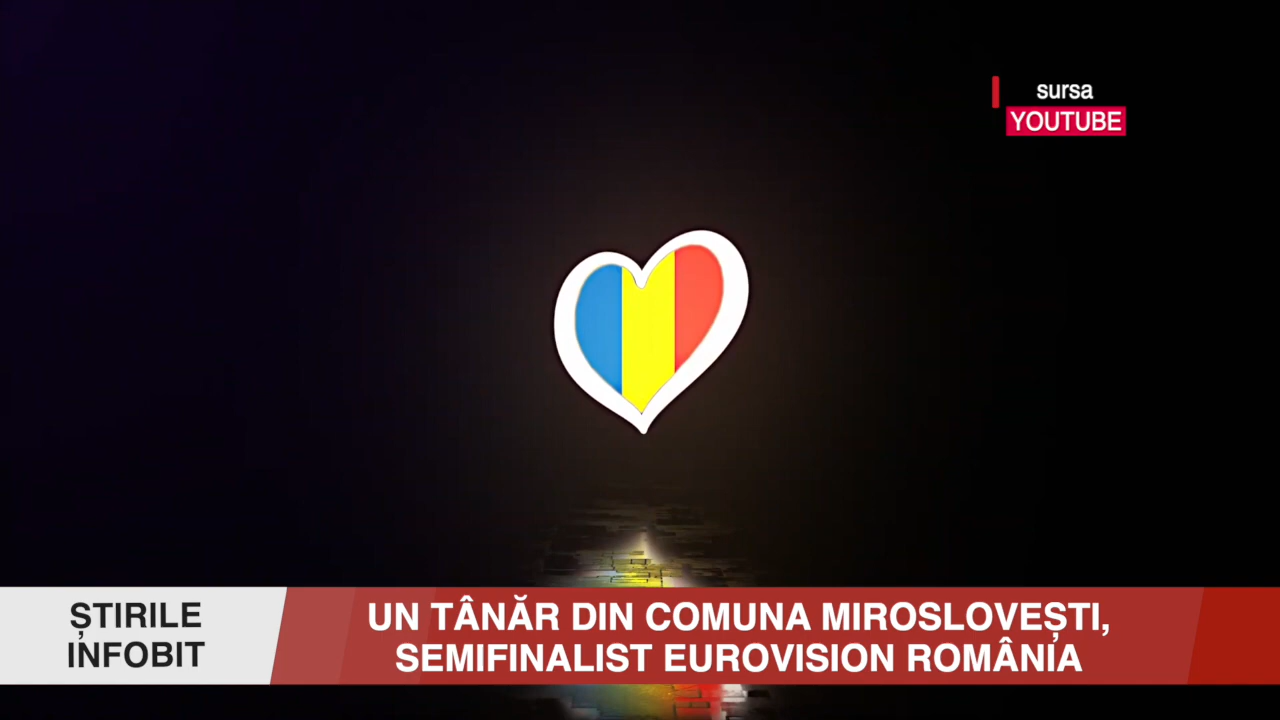 sursa
YOUTUBE
ȘTIRILE
INFOBIT
UN TÂNĂR DIN COMUNA MIROSLOVEȘTI,
SEMIFINALIST EUROVISION ROMÂNIA